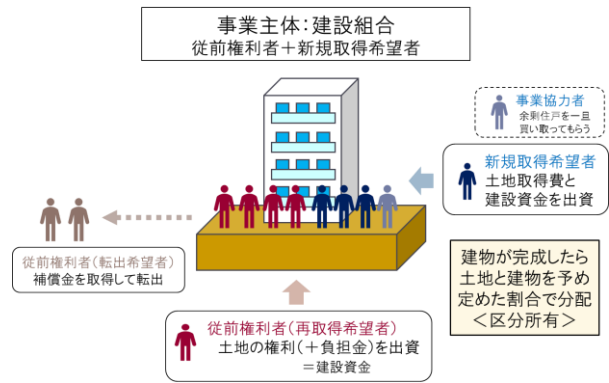 事業主体：建設組合
従前権利者＋新規取得希望者
事業協力者
余剰住戸を一旦
買い取ってもらう
新規取得希望者
土地取得費と
建設資金を出資
従前権利者（転出希望者）
補償金を取得して転出
建物が完成したら
土地と建物を予め
定めた割合で分配
＜区分所有＞
従前権利者（再取得希望者）
土地の権利（＋負担金）を出資
＝建設資金